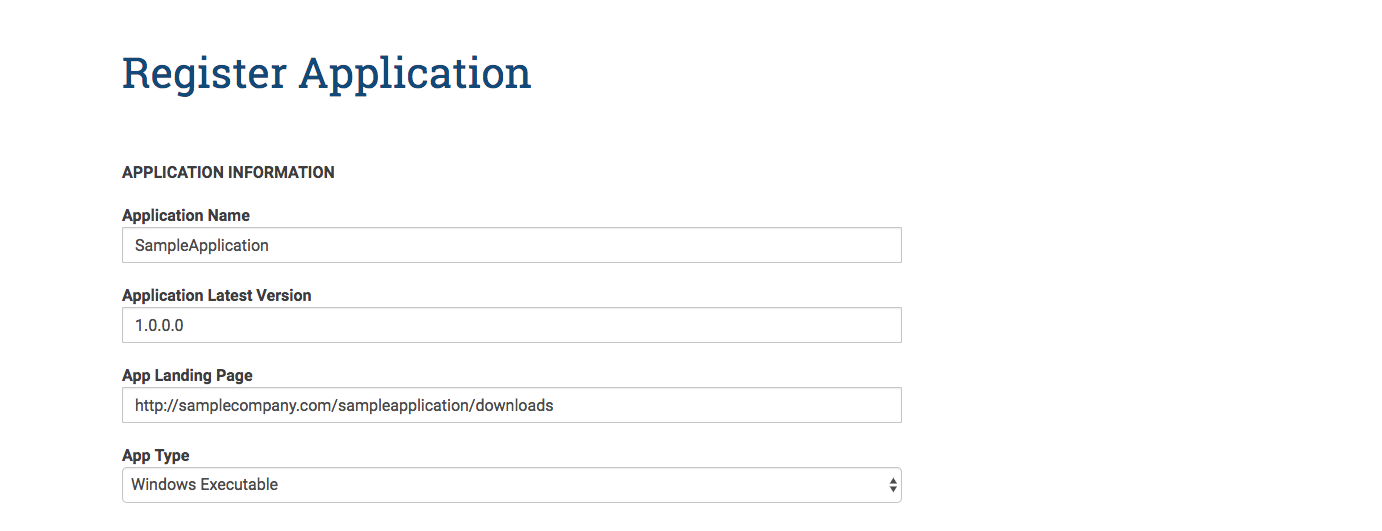 Register Application
APPLICATION INFORMATION
Application Name
SampleApplication
Application Latest Version
1.0.0.0
App Landing Page
http://samplecompany.com/sampleapplication/downloads
App Type
Windows Executable